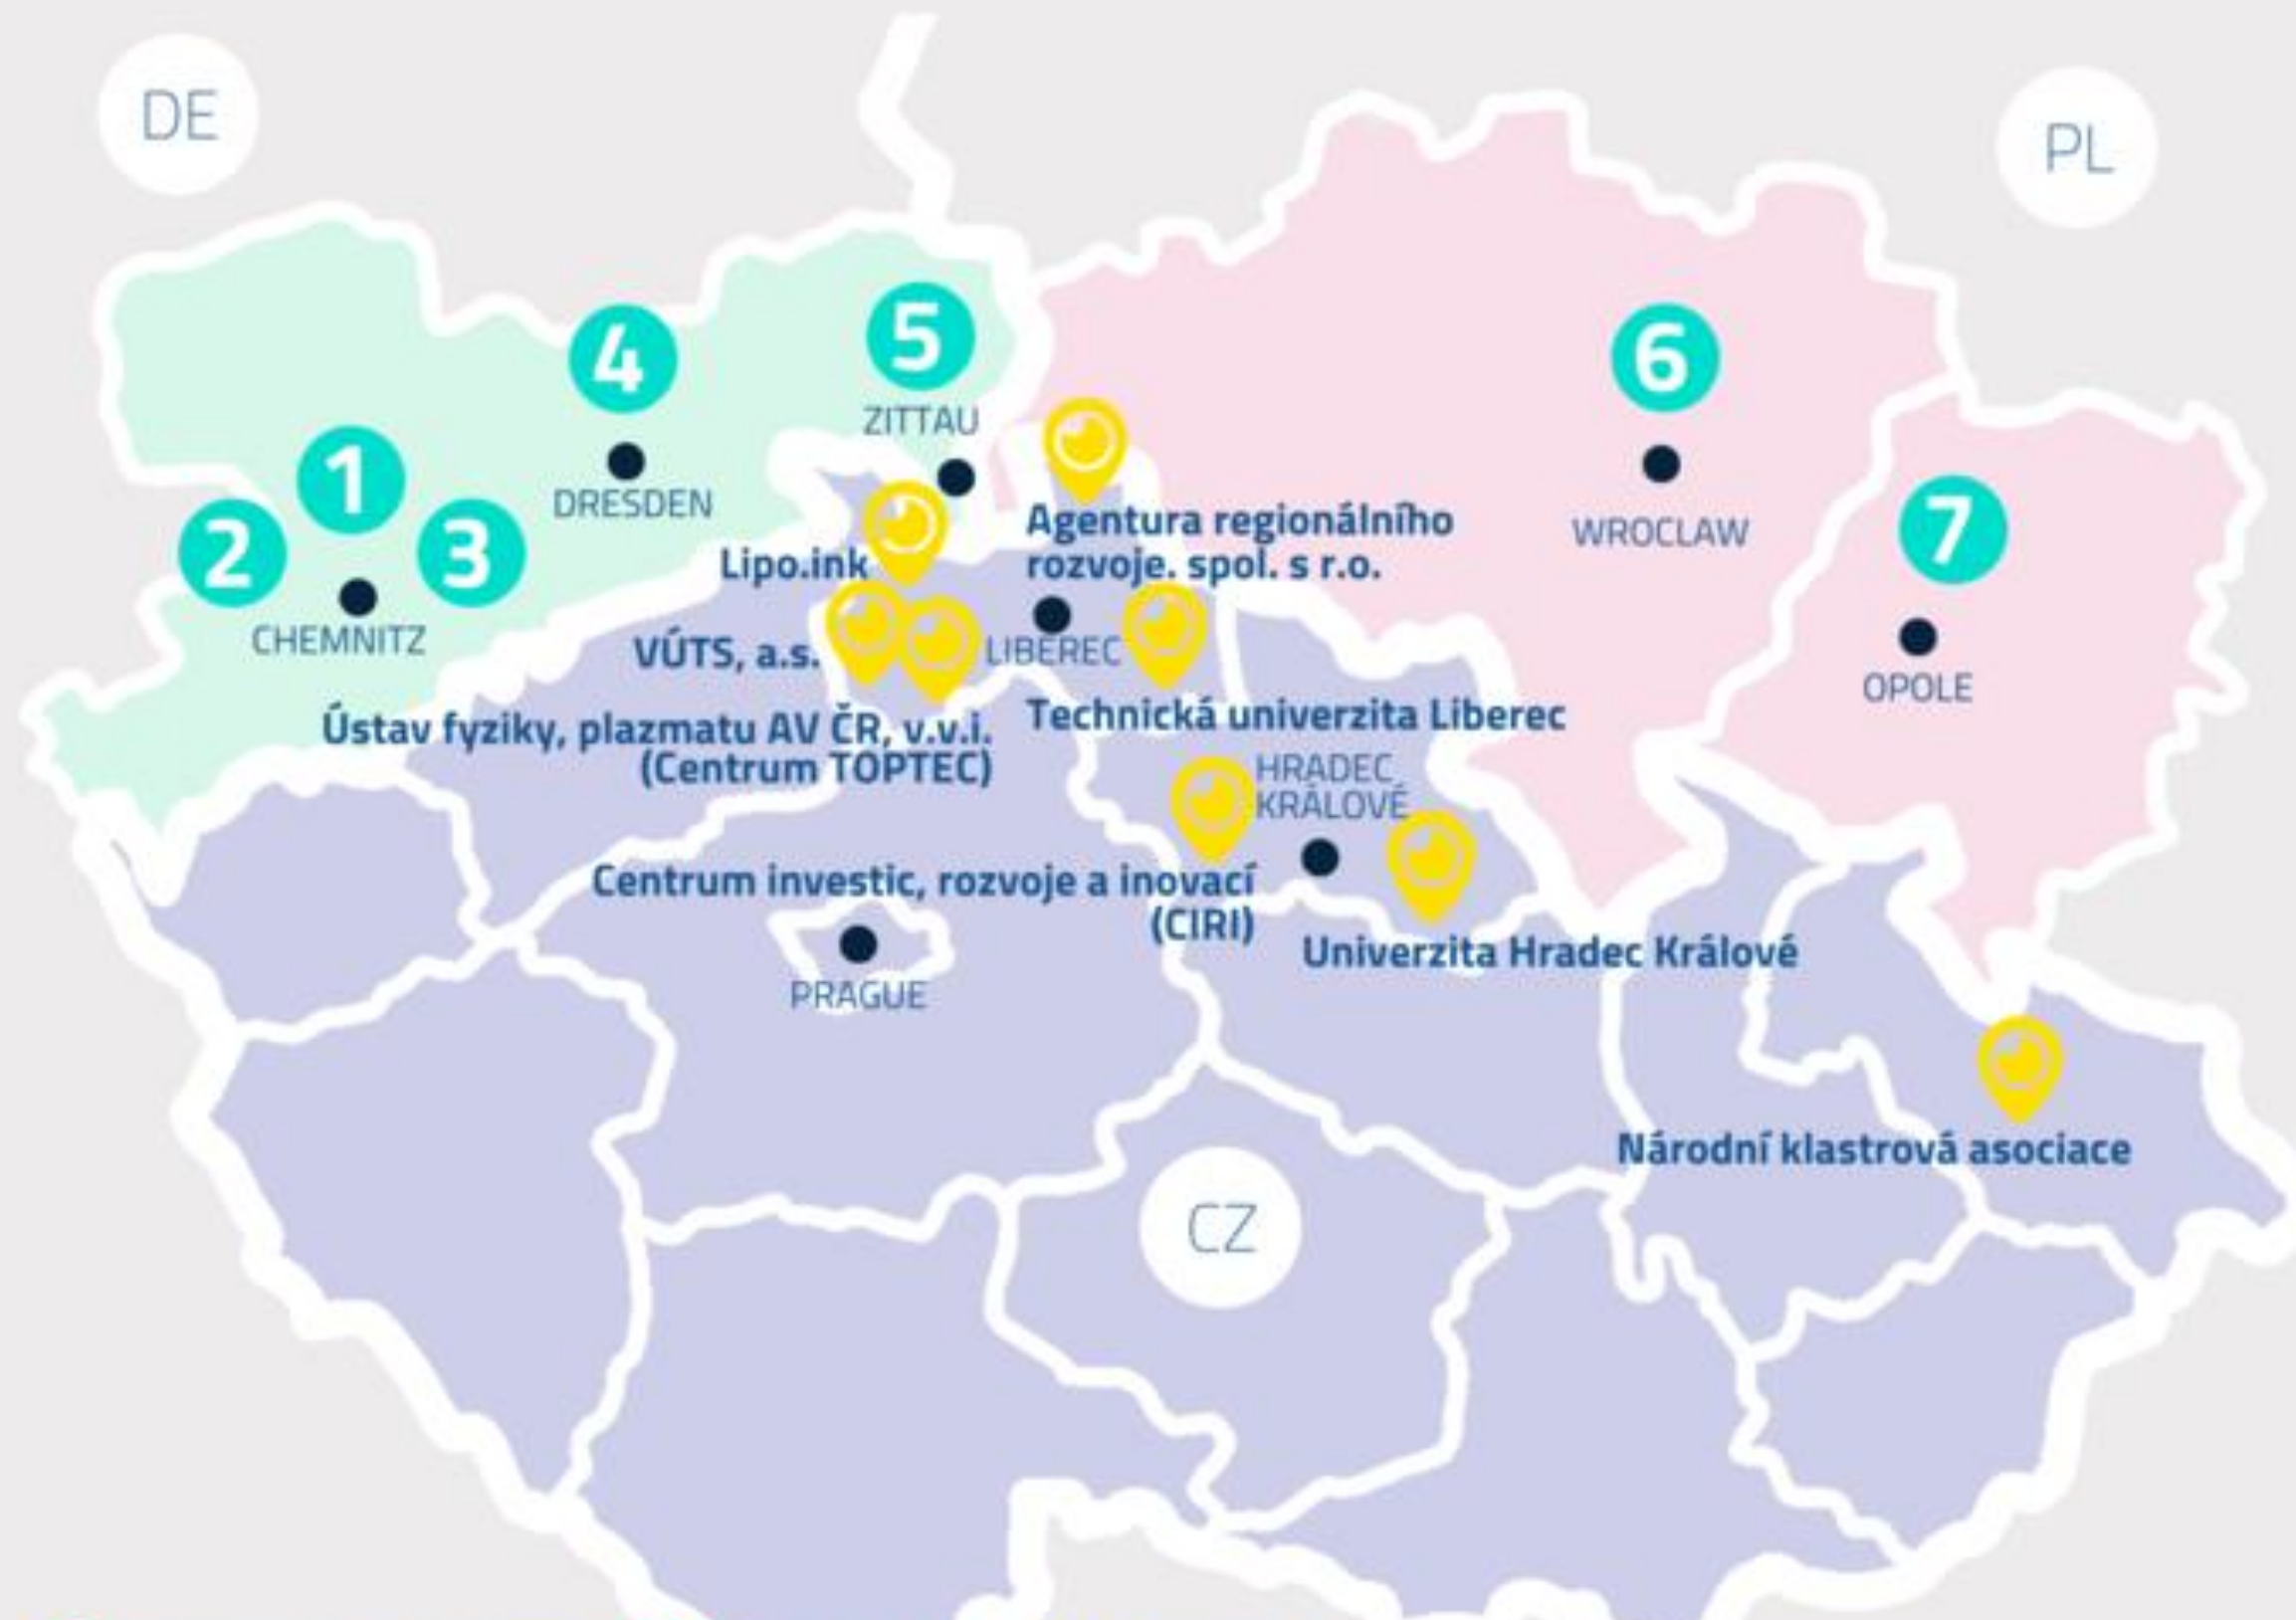 DE
PL
4
5
6
ZITTAU
1
2
3
DRESDEN
CHEMNITZ
WROCLAW
7
OPOLE
Lipo.ink
Agentura regionálního
rozvoje. spol. s r.o.
VÚTS, a.s.
LIBEREC
Ústav fyziky, plazmatu AV ČR, v.v.i.
(Centrum TOPTEC)
Technická univerzita Liberec
HRADEC
KRÁLOVÉ
Centrum investic, rozvoje a inovací
(CIRI)
Univerzita Hradec Králové
PRAGUE
Národní klastrová asociace
CZ